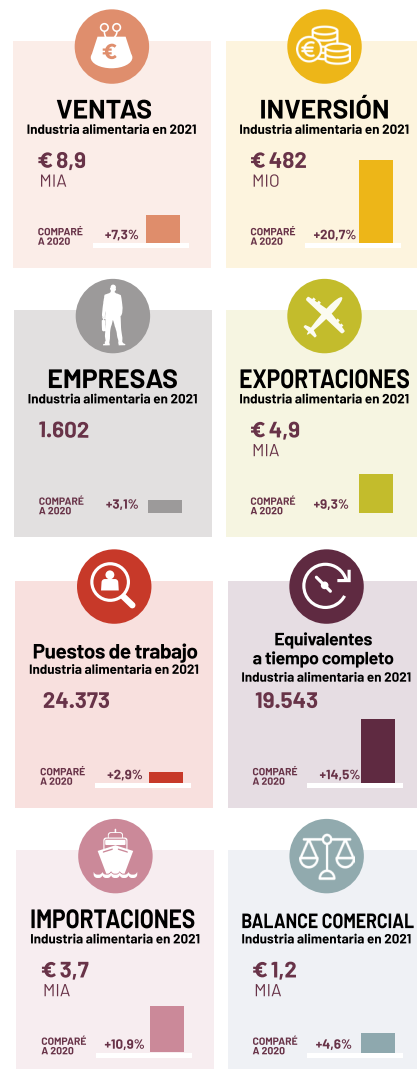 €
VENTAS
Industria alimentaria en 2021
€ 8,9
MIA
COMPARÉ
A 2020
+7,3%
€
INVERSIÓN
Industria alimentaria en 2021
€ 482
MIO
COMPARÉ
A 2020
+20,7%
EMPRESAS
Industria alimentaria en 2021
1.602
COMPARÉ
A 2020
+3,1%
EXPORTACIONES
Industria alimentaria en 2021
€ 4,9
MIA
COMPARÉ
A 2020
+9,3%
Puestos de trabajo
Industria alimentaria en 2021
24.373
COMPARÉ
A 2020
+2,9%
Equivalentes
a tiempo completo
Industria alimentaria en 2021
19.543
COMPARÉ
A 2020
+14,5%
IMPORTACIONES
Industria alimentaria en 2021
€ 3,7
MIA
COMPARÉ
A 2020
+10,9%
BALANCE COMERCIAL
Industria alimentaria en 2021
€ 1,2
MIA
COMPARÉ
A 2020
+4,6%